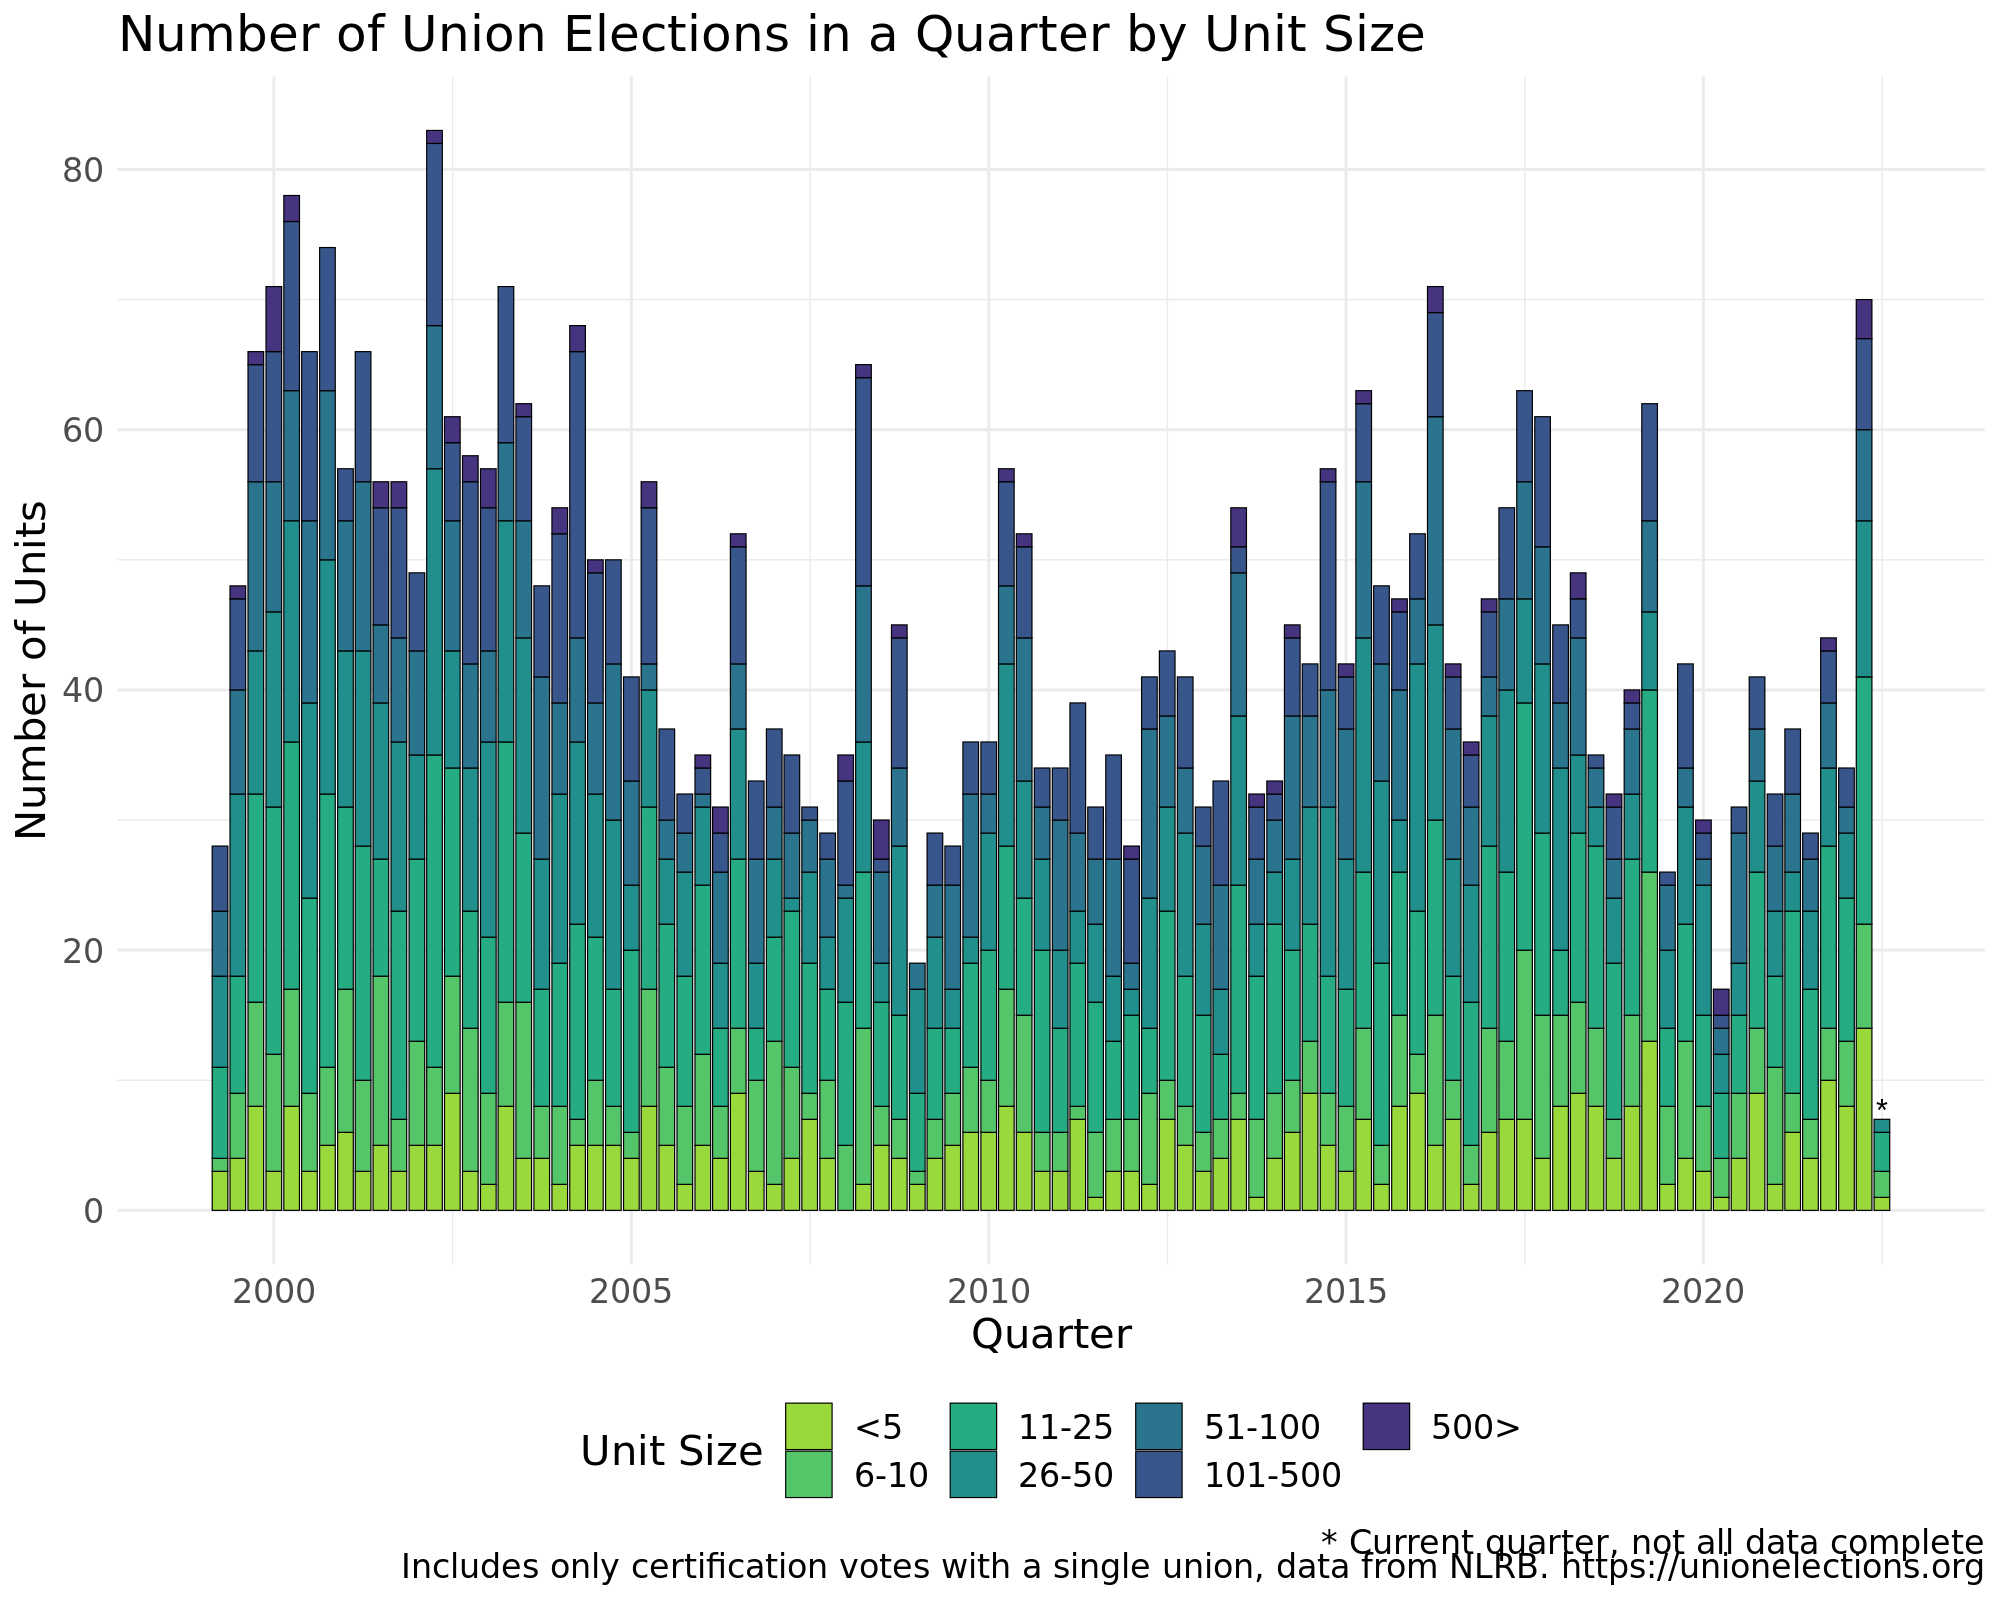 Number of Union Elections in a Quarter by Unit Size
Number of Units
80
60
40
20
0
*
2000 2005 2010 2015 2020
Quarter
Unit Size
<5 11-25 51-100 500>
6-10 26-50 101-500
* Current quarter, not all data complete
Includes only certification votes with a single union, data from NLRB. https://unionelections.org